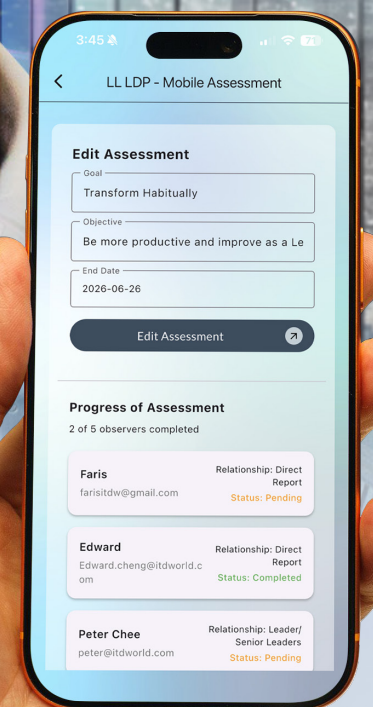 3:45
71
LL LDP - Mobile Assessment
Edit Assessment
Goal
Transform Habitually
Objective
Be more productive and improve as a Le
End Date
2026-06-26
Edit Assessment
Progress of Assessment
2 of 5 observers completed
Faris
farisitdw@gmail.com
Relationship: Direct
Report
Status: Pending
Edward
Edward.cheng@itdworld.c
om
Relationship: Direct
Report
Status: Completed
Peter Chee
peter@itdworld.com
Relationship: Leader/
Senior Leaders
Status: Pending